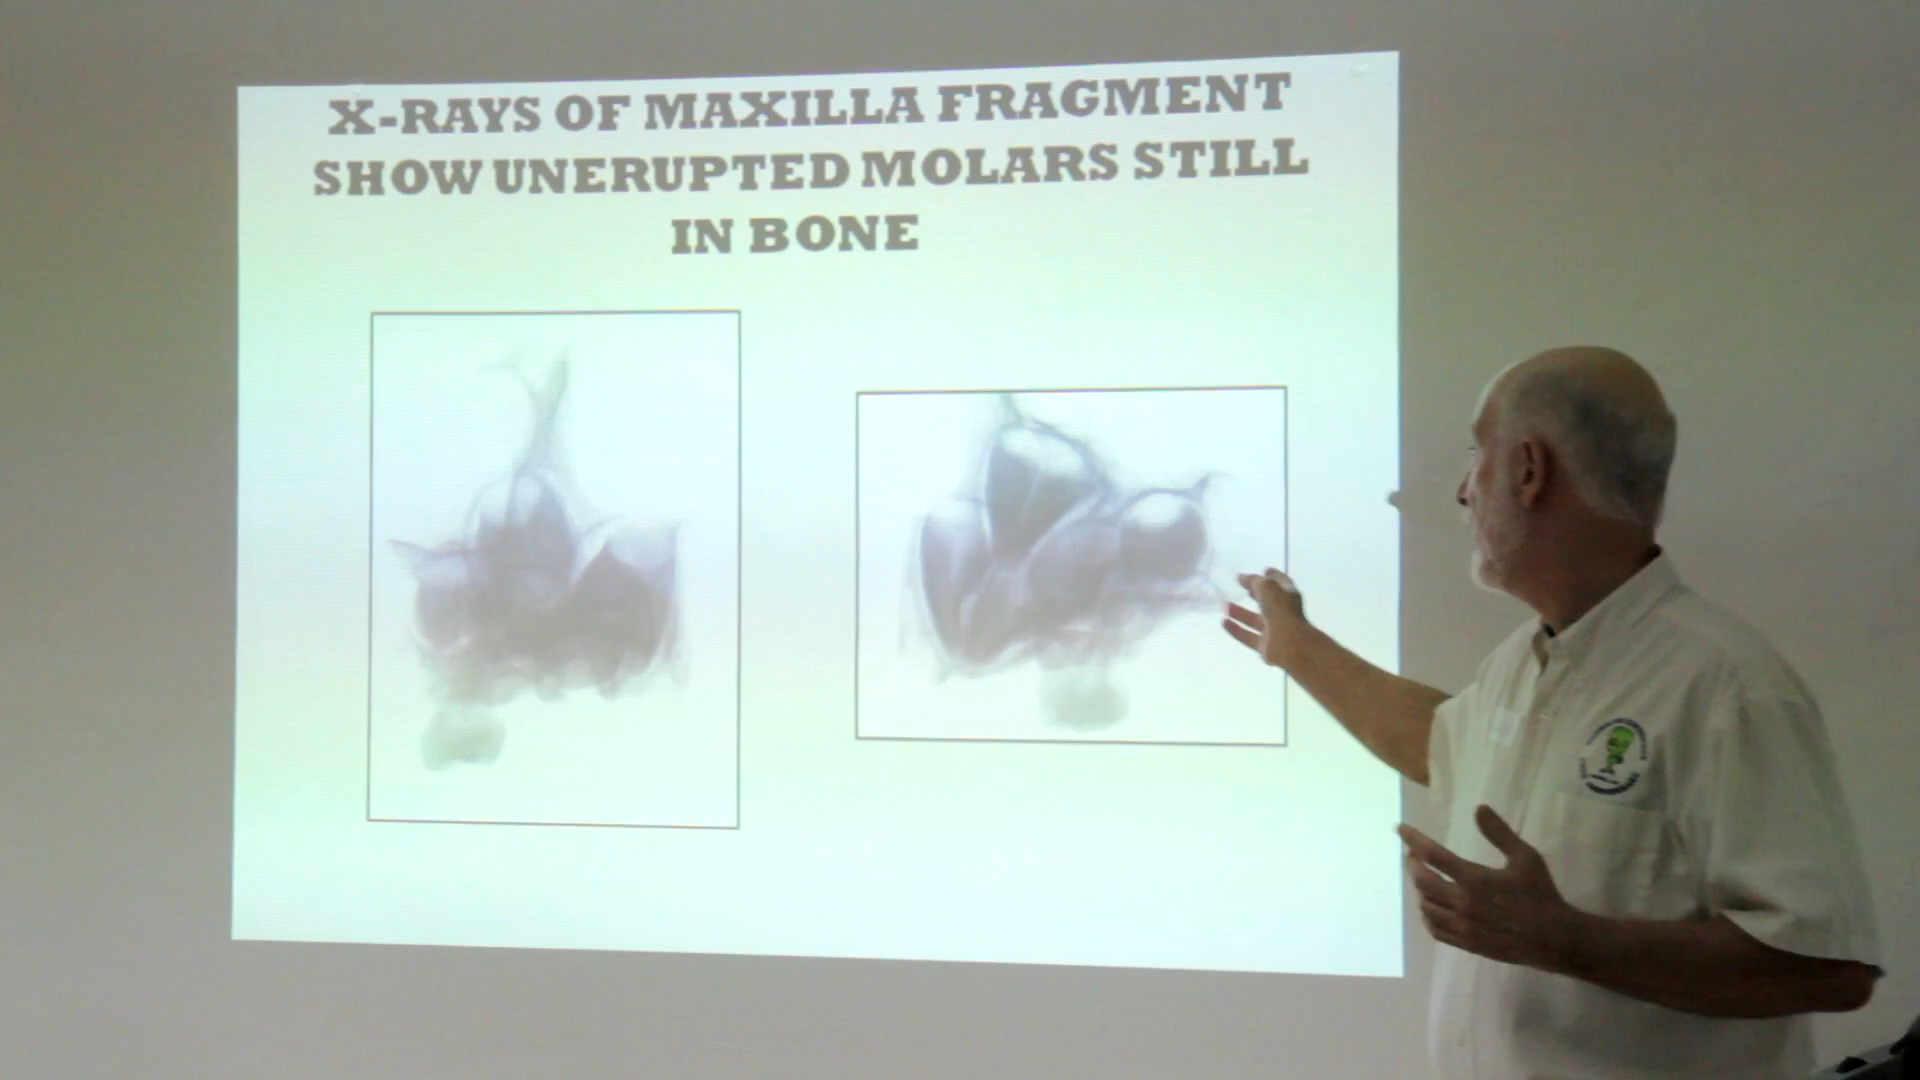 X-RAYS OF MAXILLA FRAGMENT
SHOW UNERUPTED MOLARS STILL
IN BONE